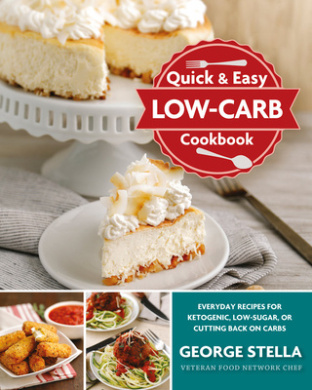 Quick & Easy
LOW-CARB
Cookbook
EVERYDAY RECIPES FOR
KETOGENIC, LOW-SUGAR, OR
CUTTING BACK ON CARBS
GEORGE STELLA
VETERAN FOOD NETWORK CHEF